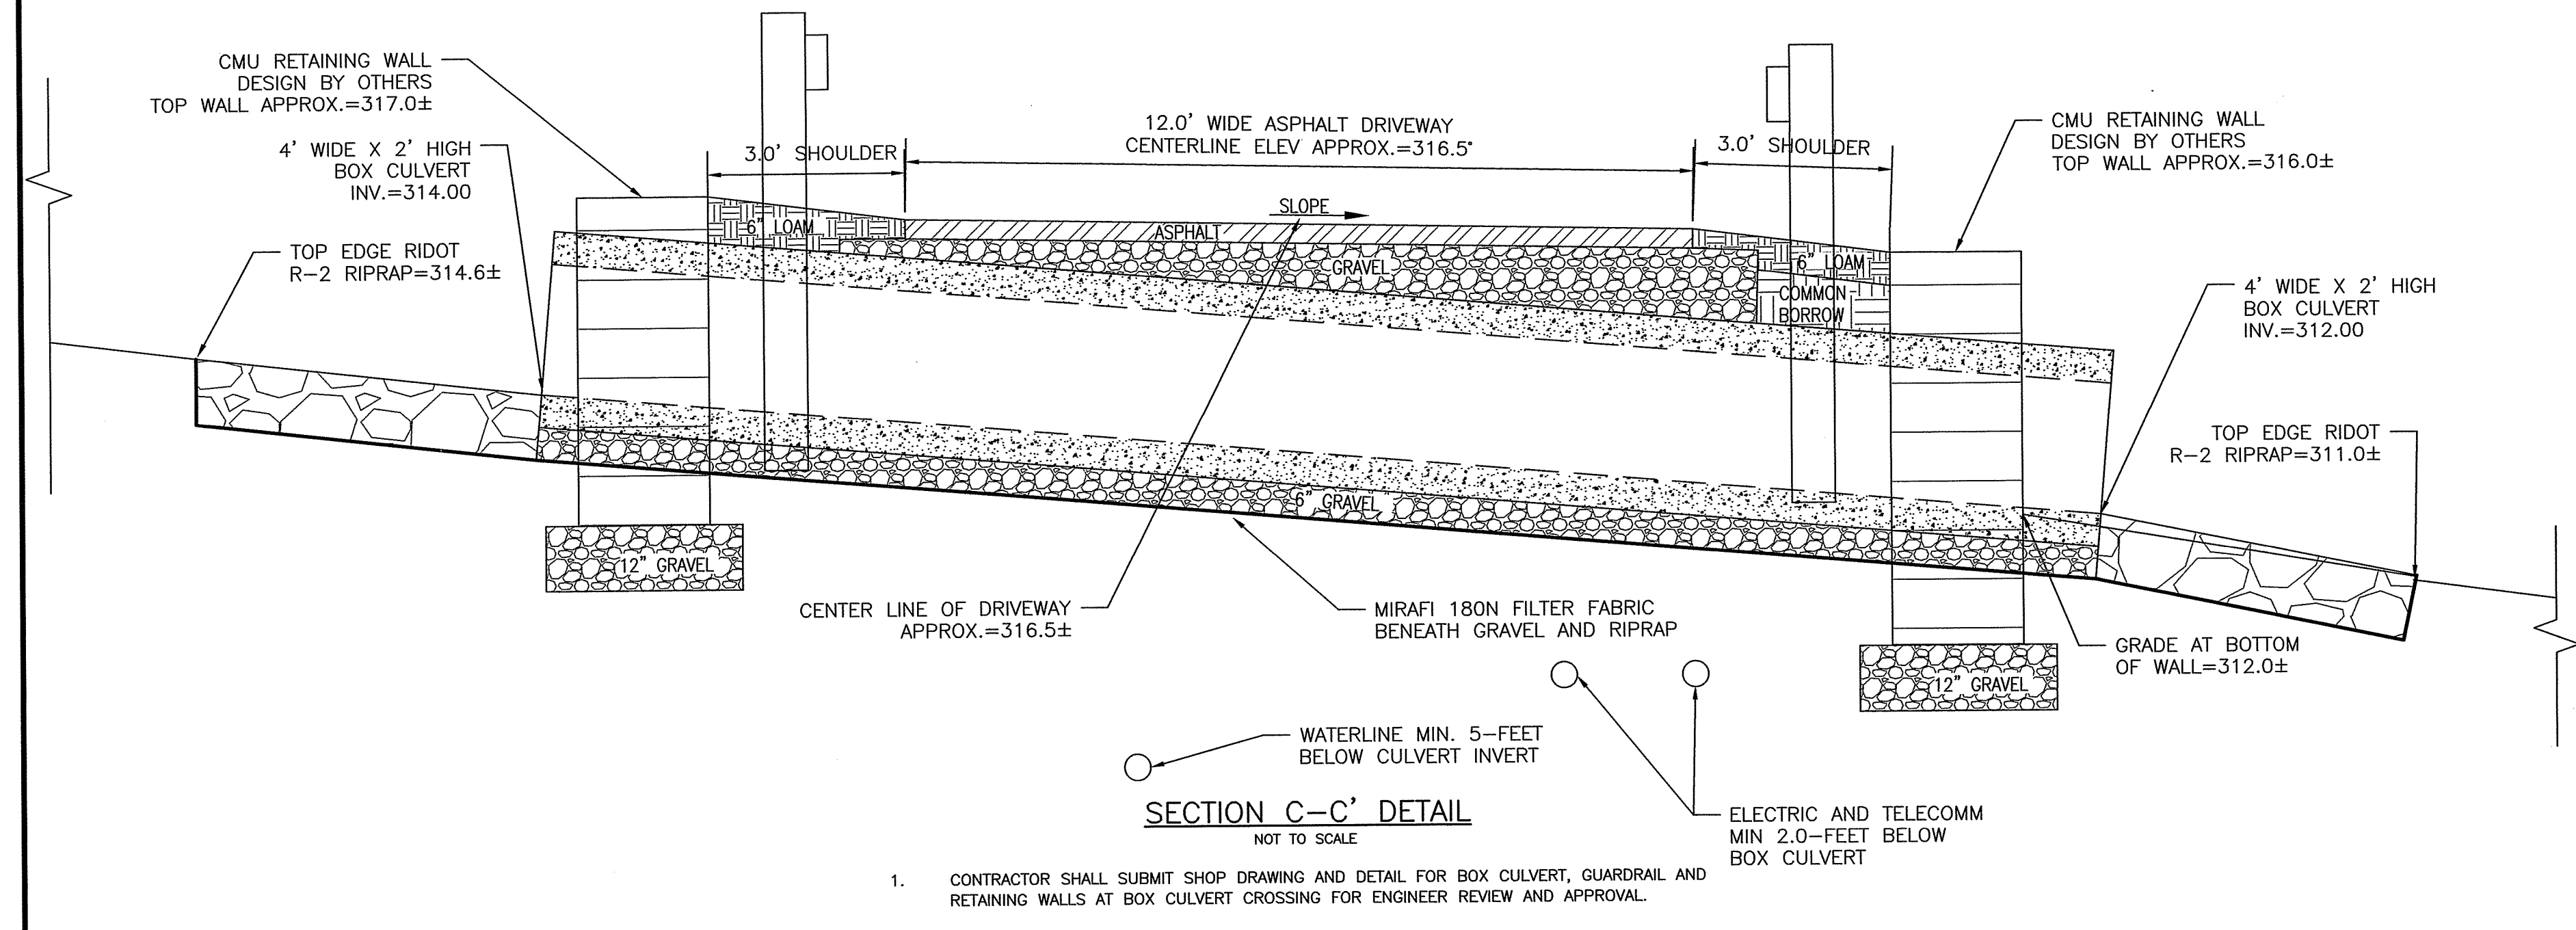 CMU RETAINING WALL
DESIGN BY OTHERS
TOP WALL APPROX.=317.0±
4' WIDE X 2' HIGH
BOX CULVERT
INV.=314.00
TOP EDGE RIDOT
R-2 RIPRAP=314.6±
3.0' SHOULDER
12.0' WIDE ASPHALT DRIVEWAY
CENTERLINE ELEV APPROX.=316.5°
3.0' SHOULDER
CMU RETAINING WALL
DESIGN BY OTHERS
TOP WALL APPROX.=316.0±
4' WIDE X 2' HIGH
BOX CULVERT
INV.=312.00
TOP EDGE RIDOT
R-2 RIPRAP=311.0±
SLOPE
6" LOAM
ASPHALT
GRAVEL
6" LOAM
COMMON
BORROW
6" GRAVEL
12" GRAVEL
12" GRAVEL
CENTER LINE OF DRIVEWAY
APPROX.=316.5±
MIRAFI 180N FILTER FABRIC
BENEATH GRAVEL AND RIPRAP
GRADE AT BOTTOM
OF WALL=312.0±
WATERLINE MIN. 5-FEET
BELOW CULVERT INVERT
ELECTRIC AND TELECOMM
MIN 2.0-FEET BELOW
BOX CULVERT
SECTION C-C' DETAIL
NOT TO SCALE
1. CONTRACTOR SHALL SUBMIT SHOP DRAWING AND DETAIL FOR BOX CULVERT, GUARDRAIL AND
RETAINING WALLS AT BOX CULVERT CROSSING FOR ENGINEER REVIEW AND APPROVAL.